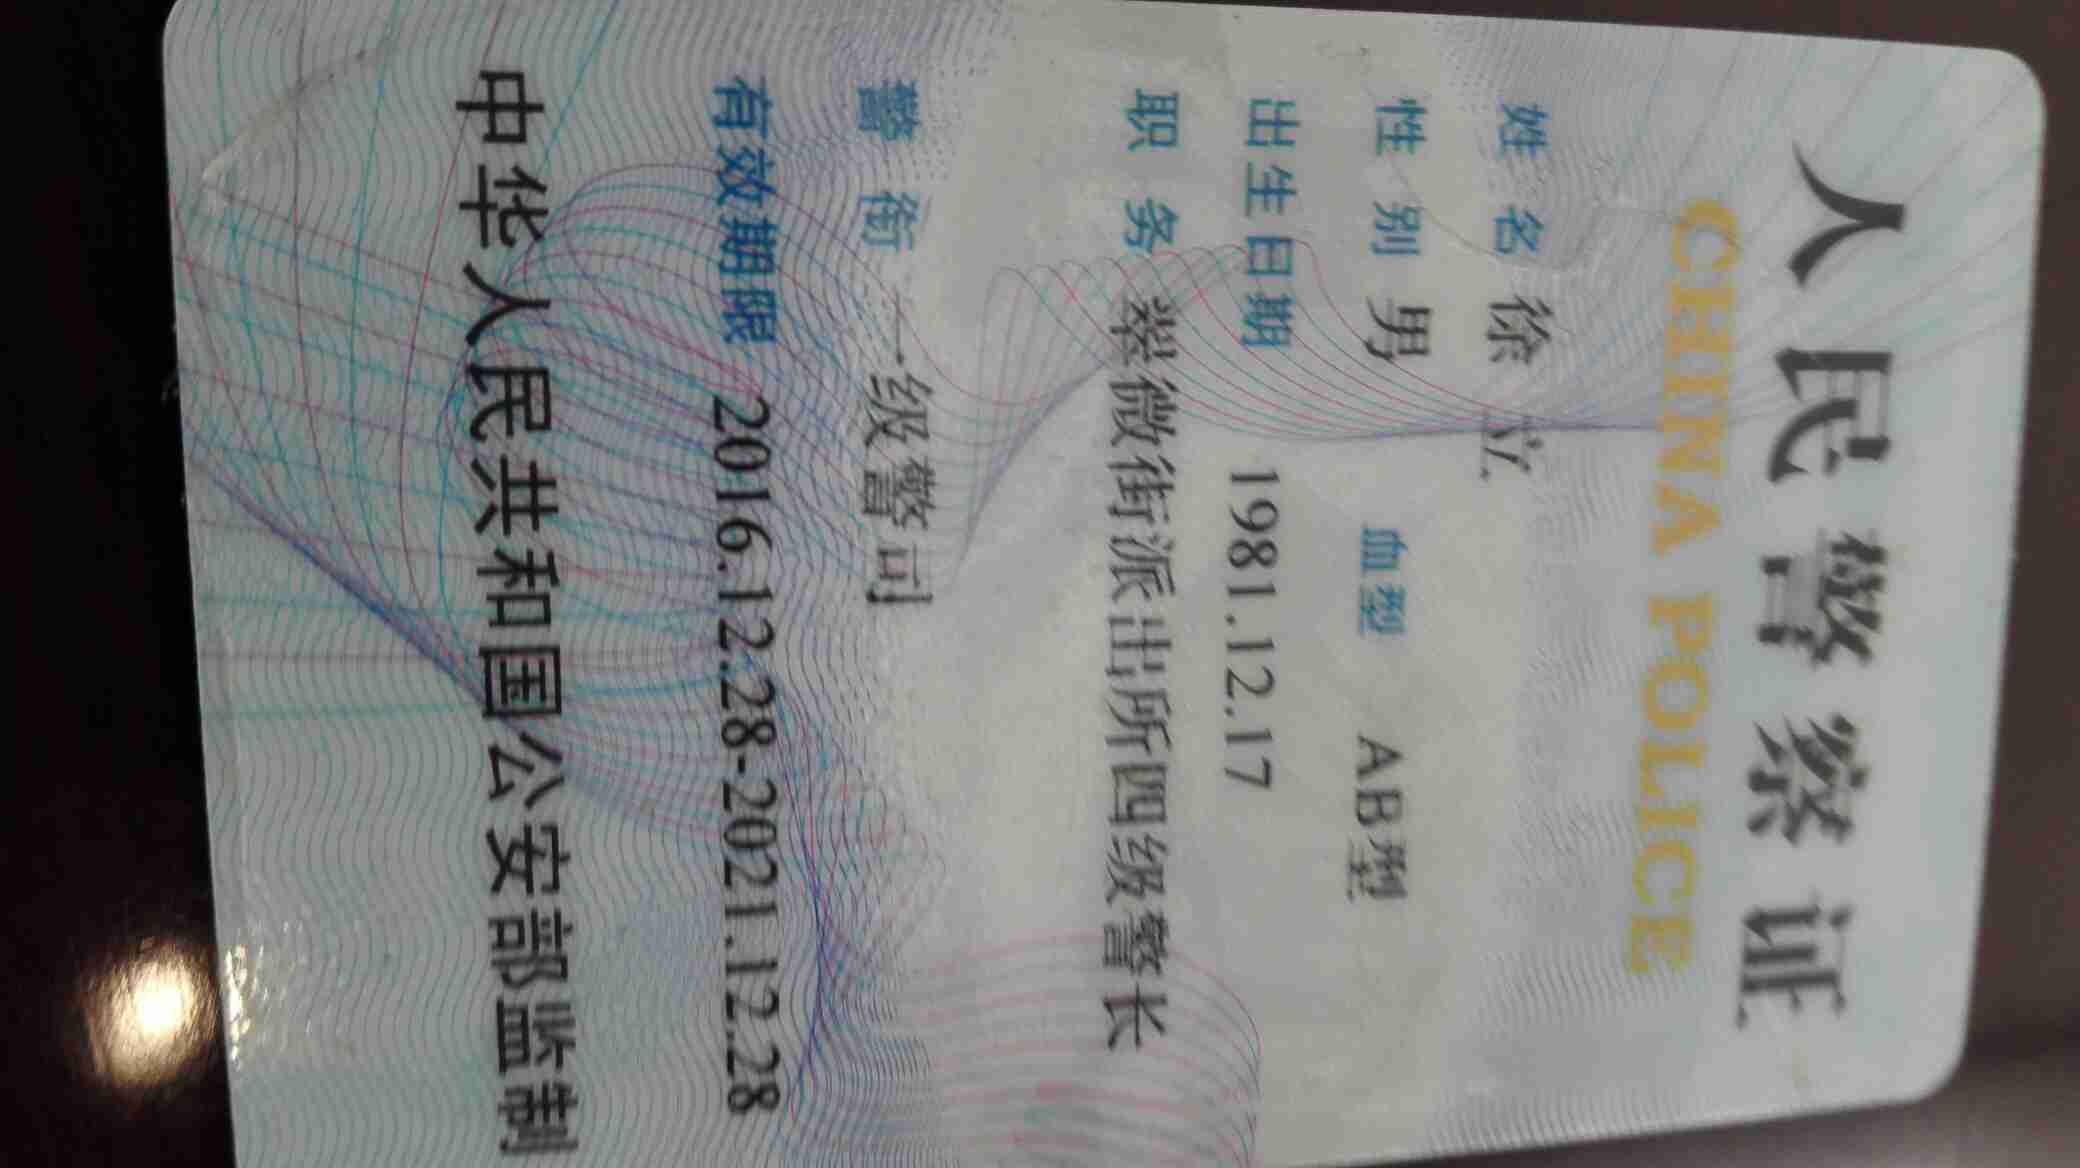 人民警察证
CHINA POLICE
姓 名 徐 立
性 别 男 血型 AB型
出生日期 1981.12.17
职 务 翠微街派出所四级警长
警 衔 一级警司
有效期限 2016.12.28-2021.12.28
中华人民共和国公安部监制